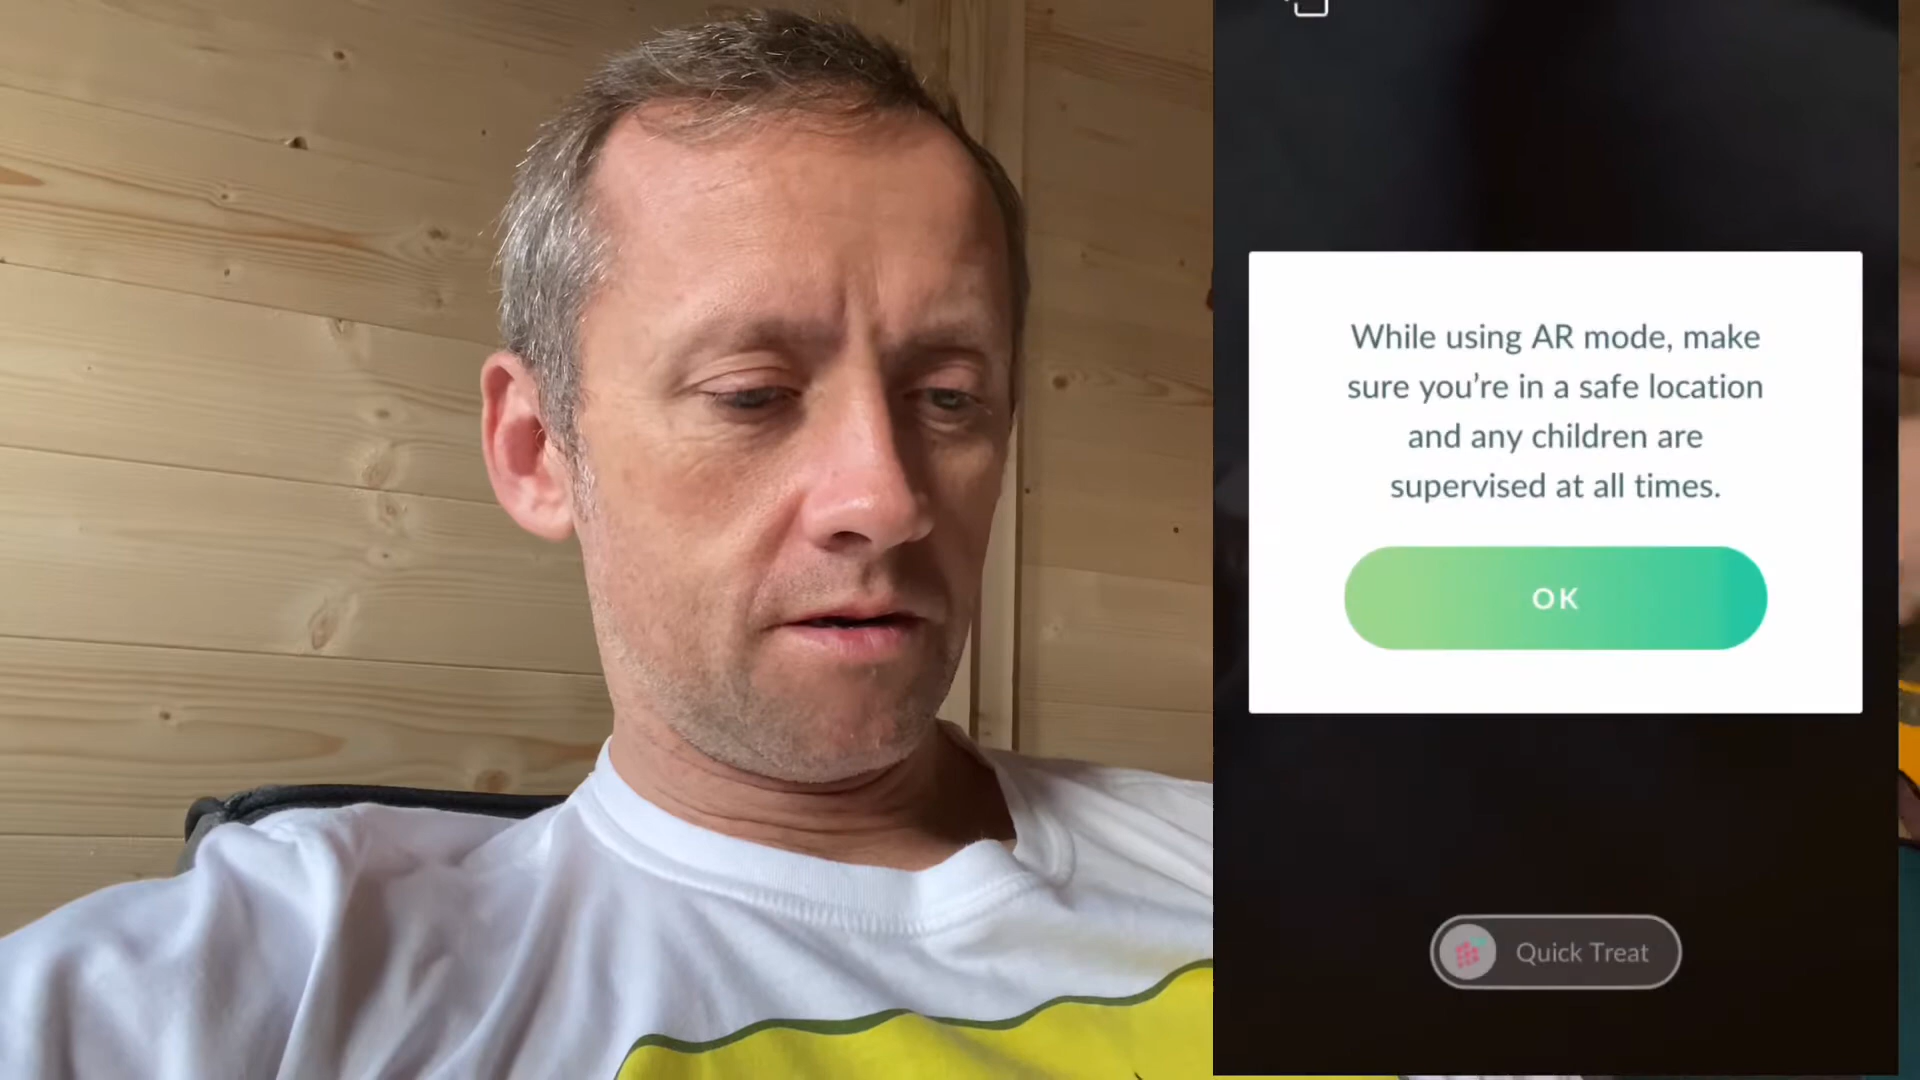 While using AR mode, make
sure you’re in a safe location
and any children are
supervised at all times.
OK
Quick Treat